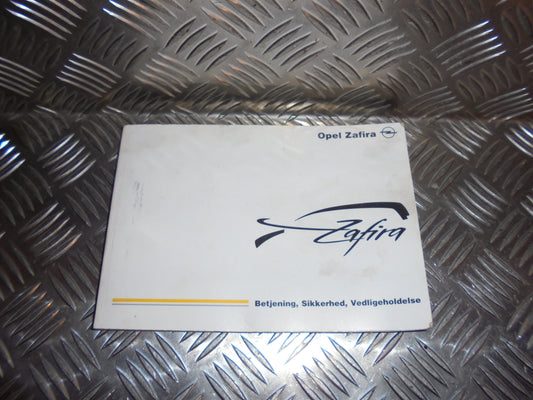 Opel Zafira
Zafira
Betjening, Sikkerhed, Vedligeholdelse